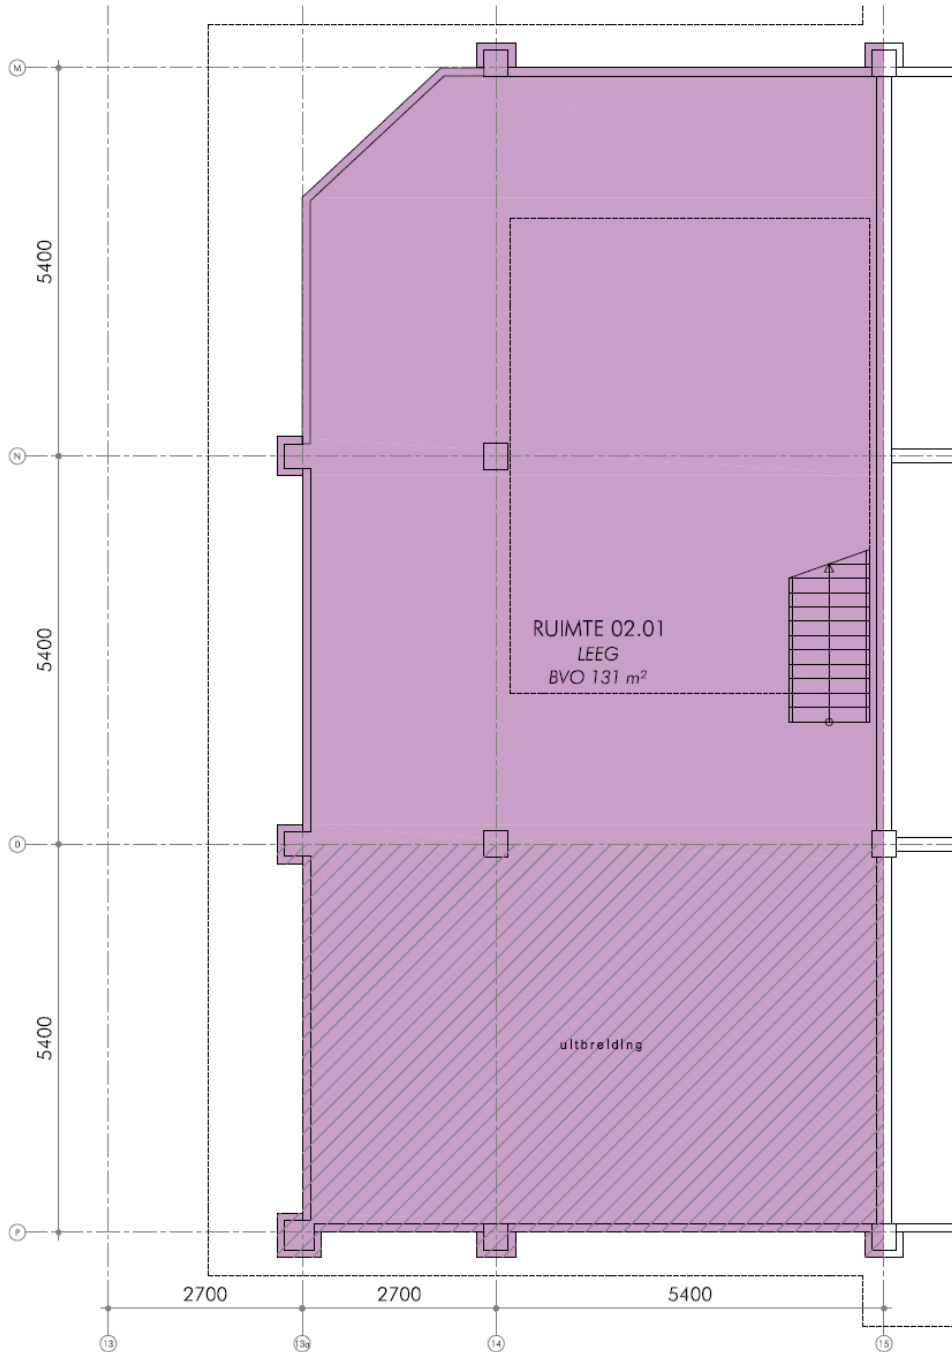 M
5400
N
5400
RUIMTE 02.01
LEEG
BVO 131 m²
O
5400
uitbreiding
P
2700
2700
5400
13
13a
14
15